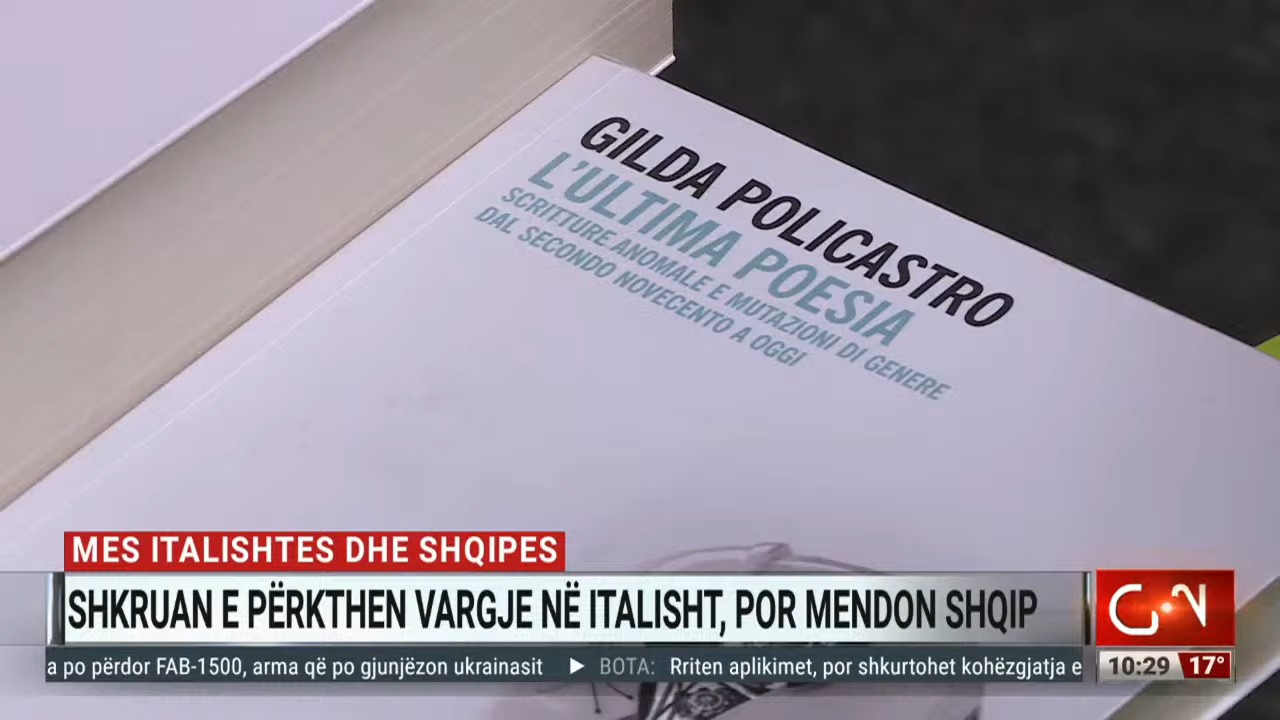 GILDA POLICASTRO
L'ULTIMA POESIA
SCRITTURE ANOMALE E MUTAZIONI DI GENERE
DAL SECONDO NOVECENTO A OGGI
MES ITALISHTES DHE SHQIPES
SHKRUAN E PËRKTHEN VARGJE NË ITALISHT, POR MENDON SHQIP
GN
a po përdor FAB-1500, arma që po gjunjëzon ukrainasit ▶ BOTA: Rriten aplikimet, por shkurtohet kohëzgjatja e
10:29 17°